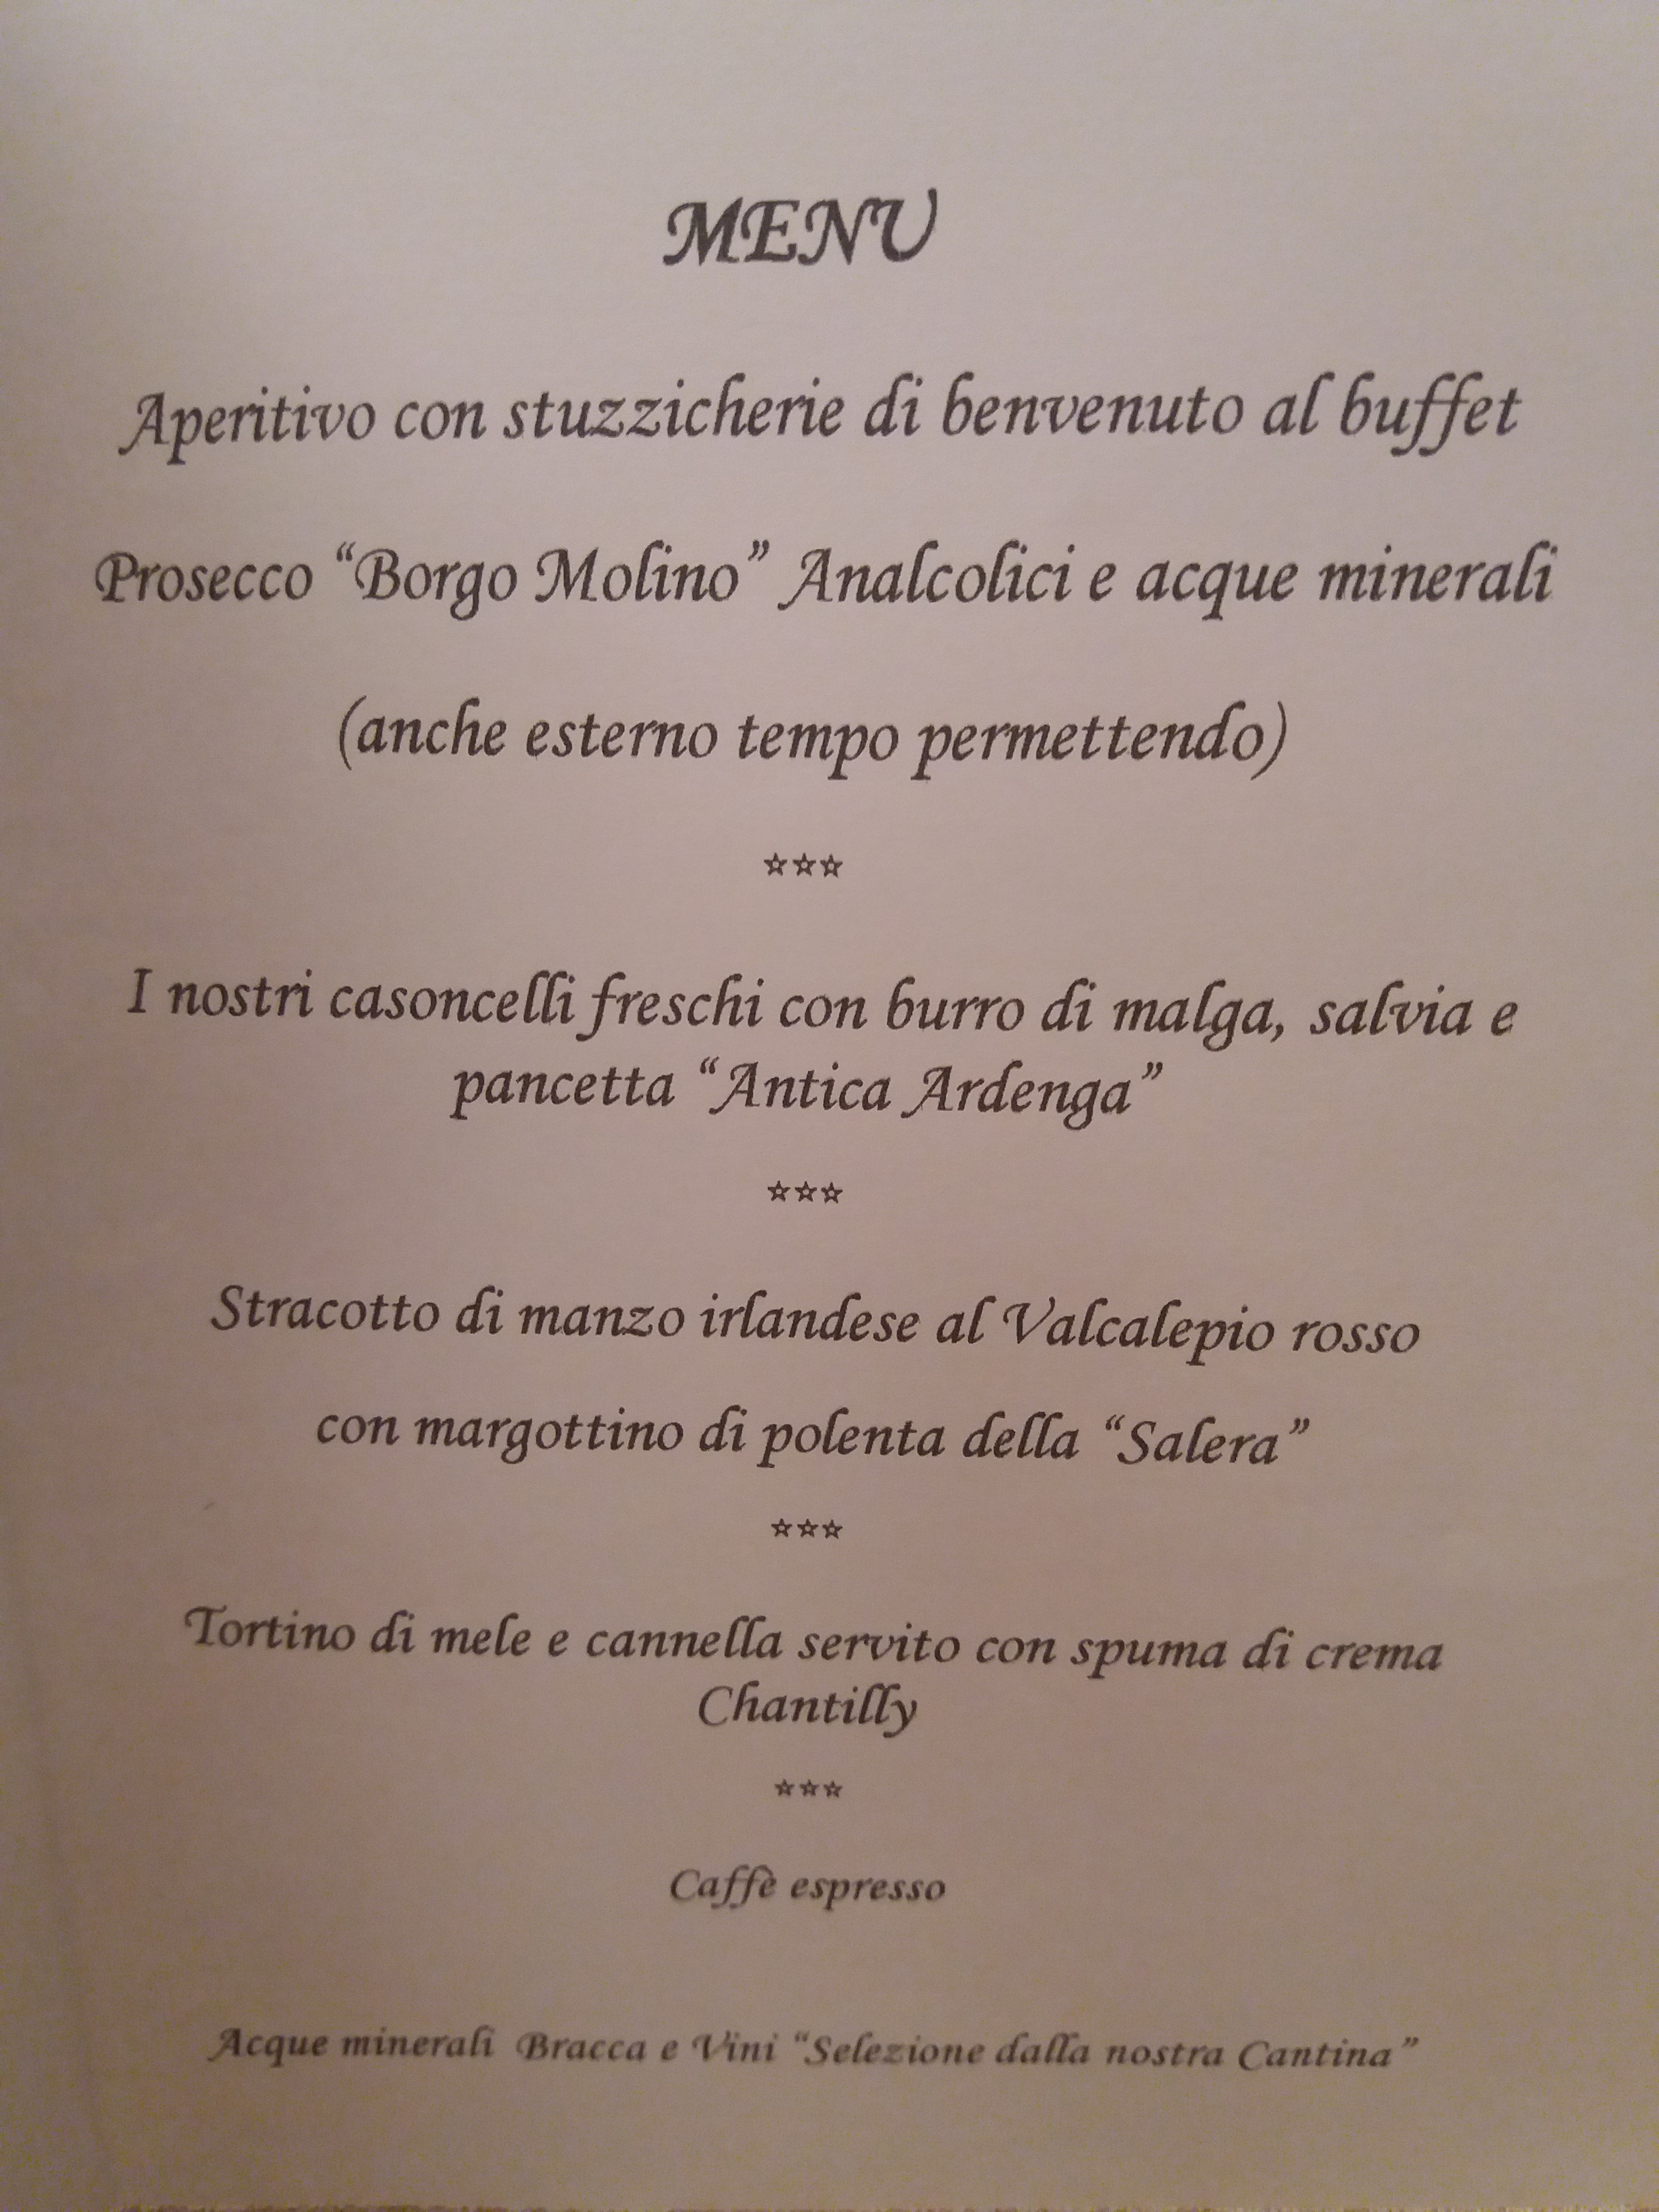 MENU
Aperitivo con stuzzicherie di benvenuto al buffet
Prosecco “Borgo Molino” Analcolici e acque minerali
(anche esterno tempo permettendo)
☆☆☆
I nostri casoncelli freschi con burro di malga, salvia e
pancetta “Antica Ardenga”
☆☆☆
Stracotto di manzo irlandese al Valcalepio rosso
con margottino di polenta della “Salera”
☆☆☆
Tortino di mele e cannella servito con spuma di crema
Chantilly
☆☆☆
Caffè espresso
Acque minerali Bracca e Vini “Selezione dalla nostra Cantina”